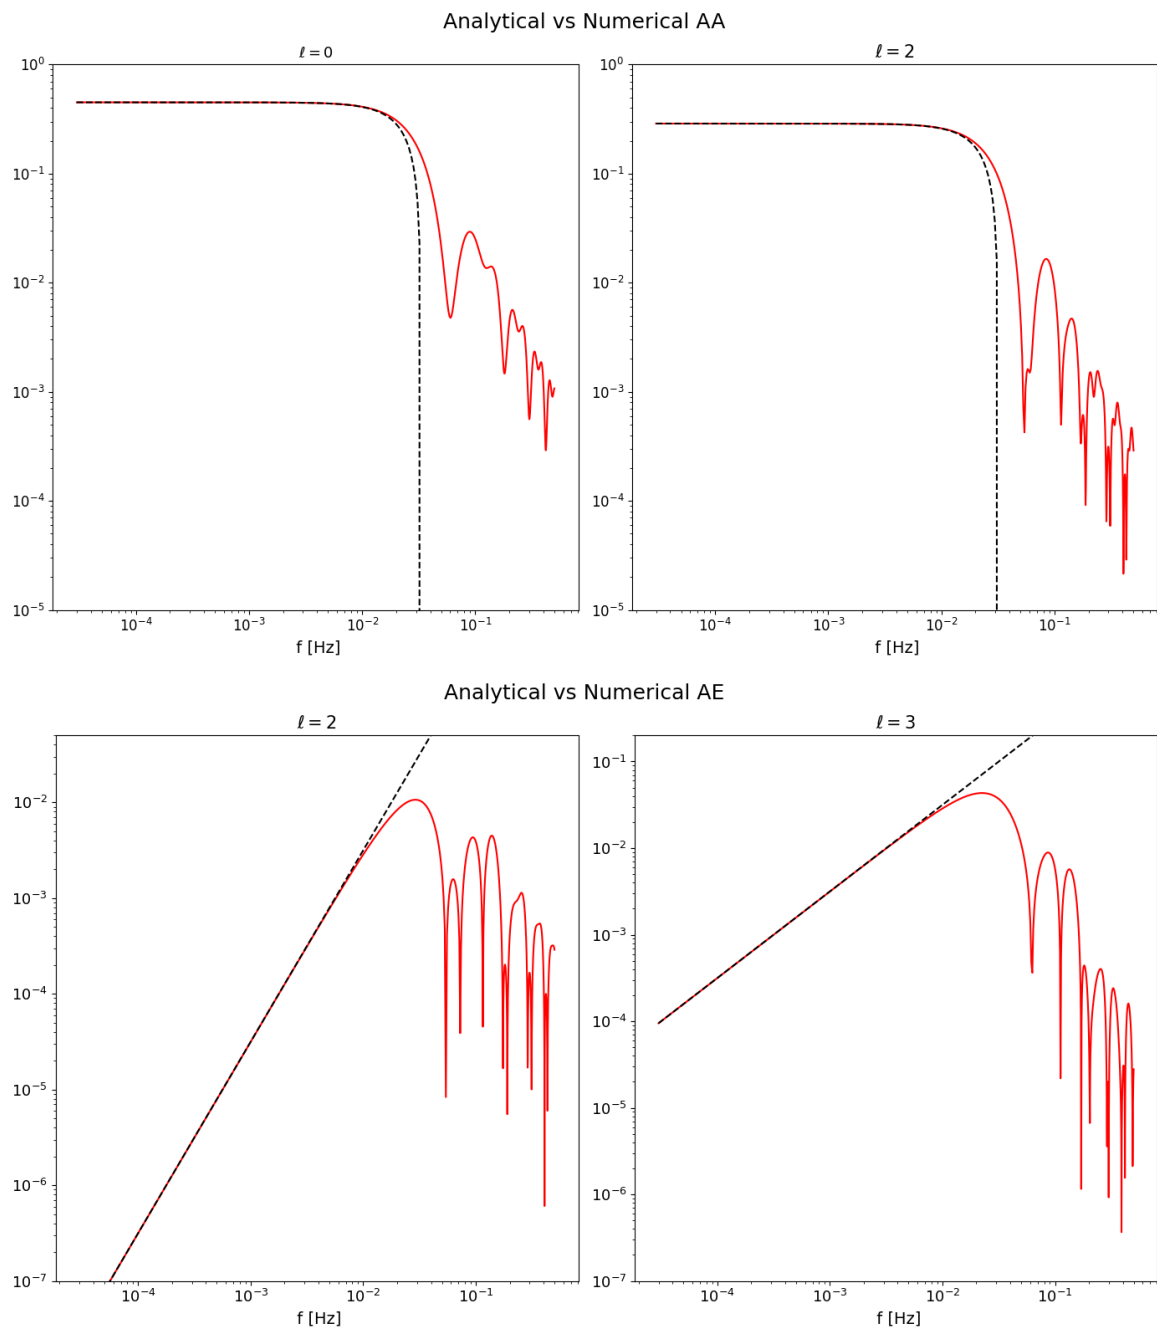 Analytical vs Numerical AA
ℓ = 0
ℓ = 2
10⁰
10⁻¹
10⁻²
10⁻³
10⁻⁴
10⁻⁵
10⁻⁴ 10⁻³ 10⁻² 10⁻¹
f [Hz]
10⁰
10⁻¹
10⁻²
10⁻³
10⁻⁴
10⁻⁵
10⁻⁴ 10⁻³ 10⁻² 10⁻¹
f [Hz]
Analytical vs Numerical AE
ℓ = 2
ℓ = 3
10⁻²
10⁻³
10⁻⁴
10⁻⁵
10⁻⁶
10⁻⁷
10⁻⁴ 10⁻³ 10⁻² 10⁻¹
f [Hz]
10⁻¹
10⁻²
10⁻³
10⁻⁴
10⁻⁵
10⁻⁶
10⁻⁷
10⁻⁴ 10⁻³ 10⁻² 10⁻¹
f [Hz]